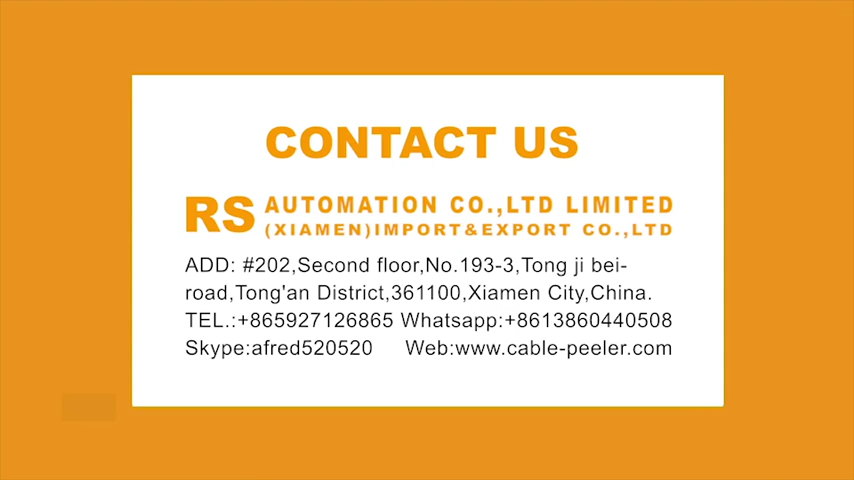 CONTACT US
RS AUTOMATION CO.,LTD LIMITED
(XIAMEN)IMPORT&EXPORT CO.,LTD
ADD: #202,Second floor,No.193-3,Tong ji bei-
road,Tong'an District,361100,Xiamen City,China.
TEL.:+865927126865 Whatsapp:+8613860440508
Skype:afred520520 Web:www.cable-peeler.com